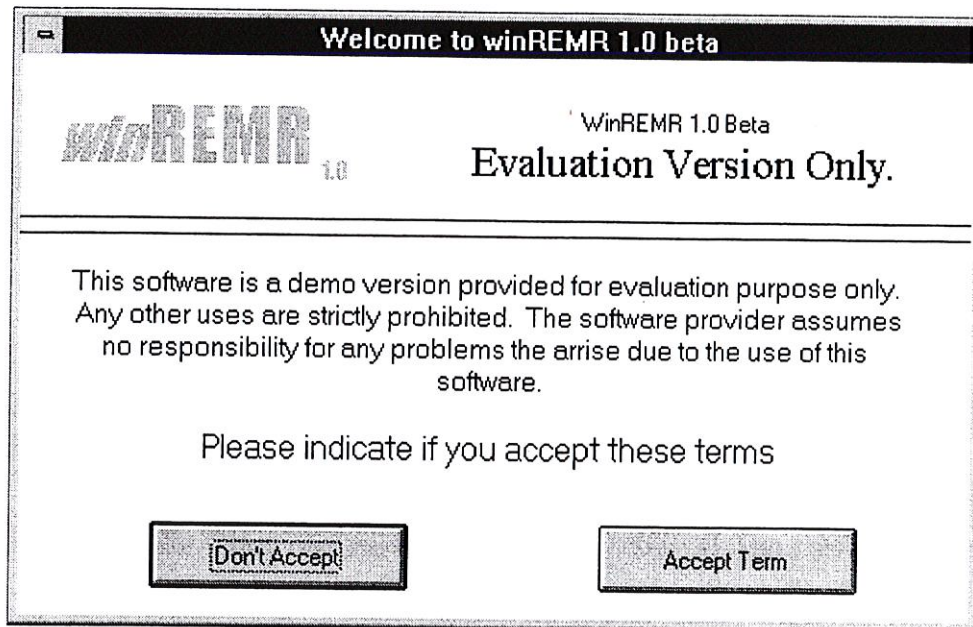 Welcome to winREMR 1.0 beta
winREMR 1.0
WinREMR 1.0 Beta
Evaluation Version Only.
This software is a demo version provided for evaluation purpose only.
Any other uses are strictly prohibited. The software provider assumes
no responsibility for any problems the arrise due to the use of this
software.
Please indicate if you accept these terms
Don't Accept
Accept Term